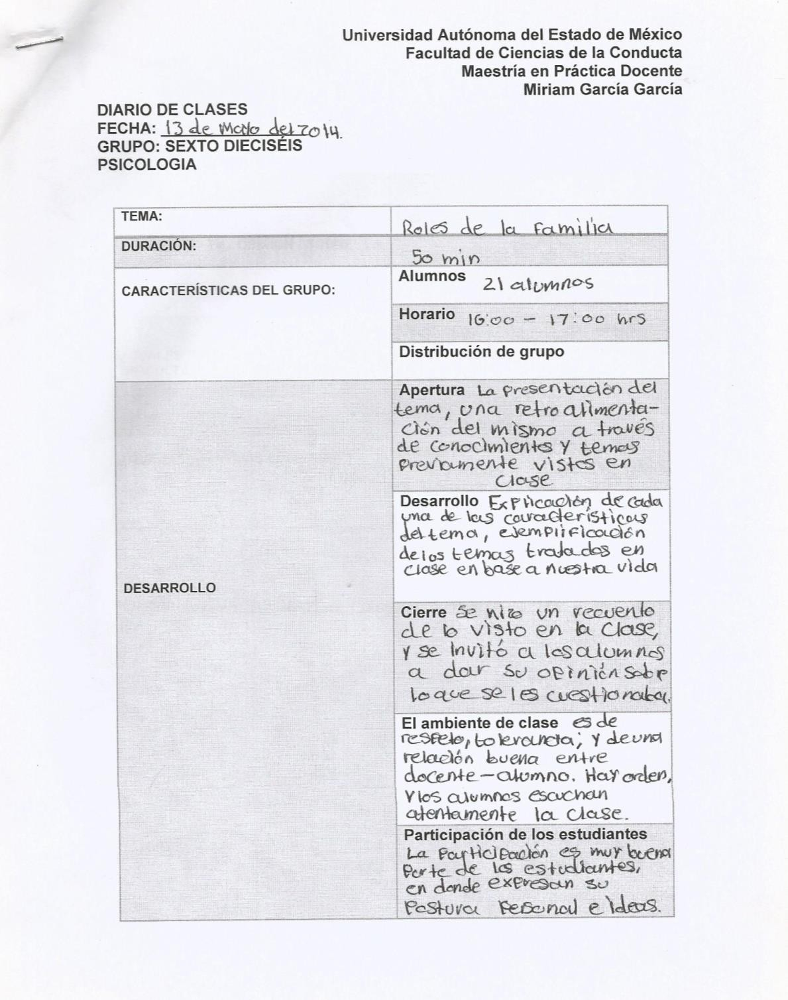 Universidad Autónoma del Estado de México
Facultad de Ciencias de la Conducta
Maestría en Práctica Docente
Miriam García García
DIARIO DE CLASES
FECHA: 13 de Mayo del 2014.
GRUPO: SEXTO DIECISÉIS
PSICOLOGIA
TEMA:
Roles de la Familia
DURACIÓN:
50 min
CARACTERÍSTICAS DEL GRUPO:
Alumnos 21 alumnos
Horario 16:00 - 17:00 hrs
Distribución de grupo
DESARROLLO
Apertura La presentación del
tema, una retroalimenta-
ción del mismo a través
de conocimientos y temas
previamente vistos en
clase
Desarrollo Explicación de cada
una de las características
del tema, ejemplificación
de los temas tratados en
clase en base a nuestra vida
Cierre Se hizo un recuento
de lo visto en la clase,
y se invitó a los alumnos
a dar su opinión sobre
lo que se les cuestionaba.
El ambiente de clase es de
respeto, tolerancia, y de una
relación buena entre
docente-alumno. Hay orden,
y los alumnos escuchan
atentamente la clase.
Participación de los estudiantes
La participación es muy buena
parte de los estudiantes,
en donde expresan su
postura personal e ideas.